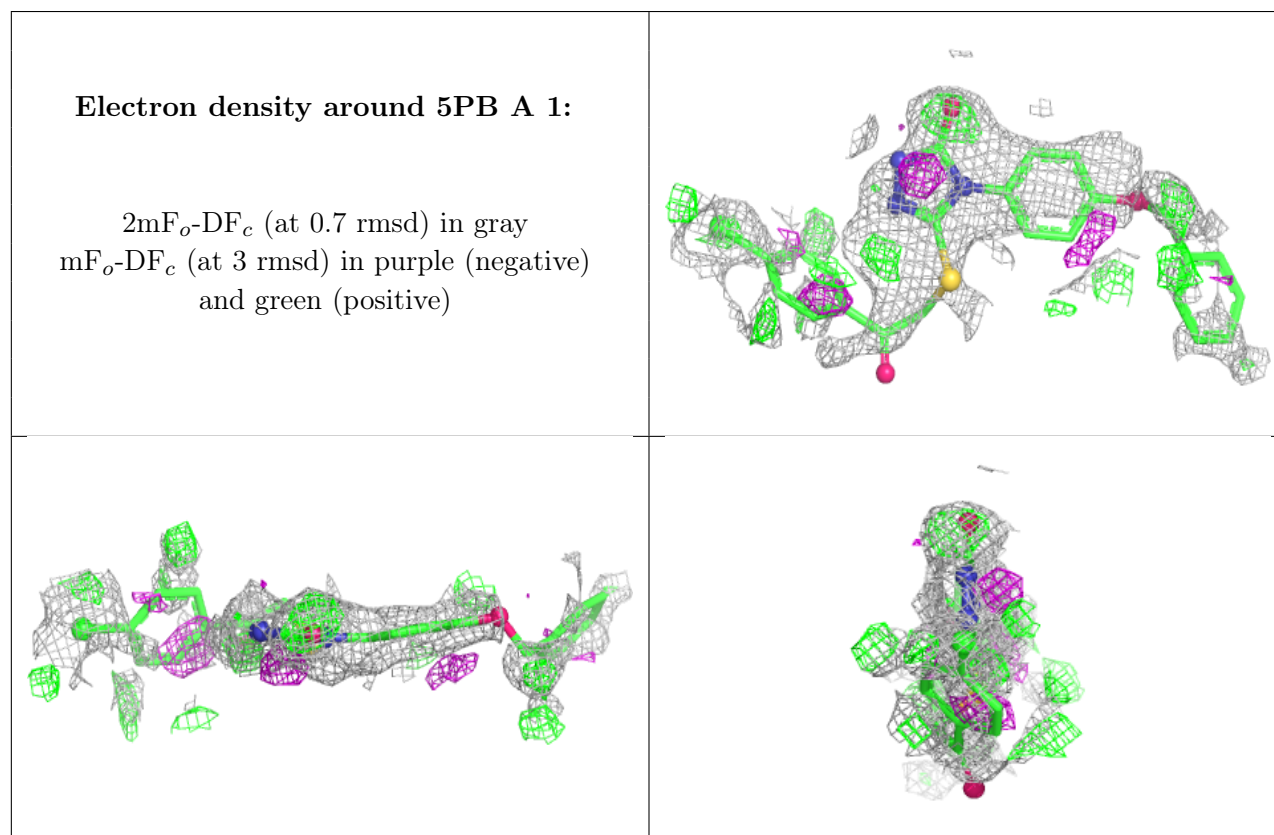 Electron density around 5PB A 1:
2mFo-DFc (at 0.7 rmsd) in gray
mFo-DFc (at 3 rmsd) in purple (negative)
and green (positive)